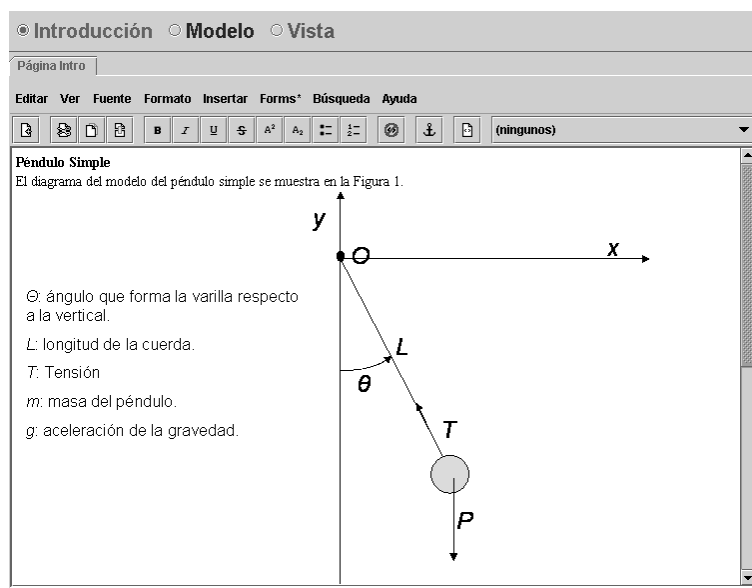 Introducción Modelo Vista
Página Intro
Editar Ver Fuente Formato Insertar Forms* Búsqueda Ayuda
B I U S A² A₂ (ningunos)
Péndulo Simple
El diagrama del modelo del péndulo simple se muestra en la Figura 1.
y
O
x
Θ: ángulo que forma la varilla respecto
a la vertical.
L: longitud de la cuerda.
T: Tensión
m: masa del péndulo.
g: aceleración de la gravedad.
L
θ
T
P